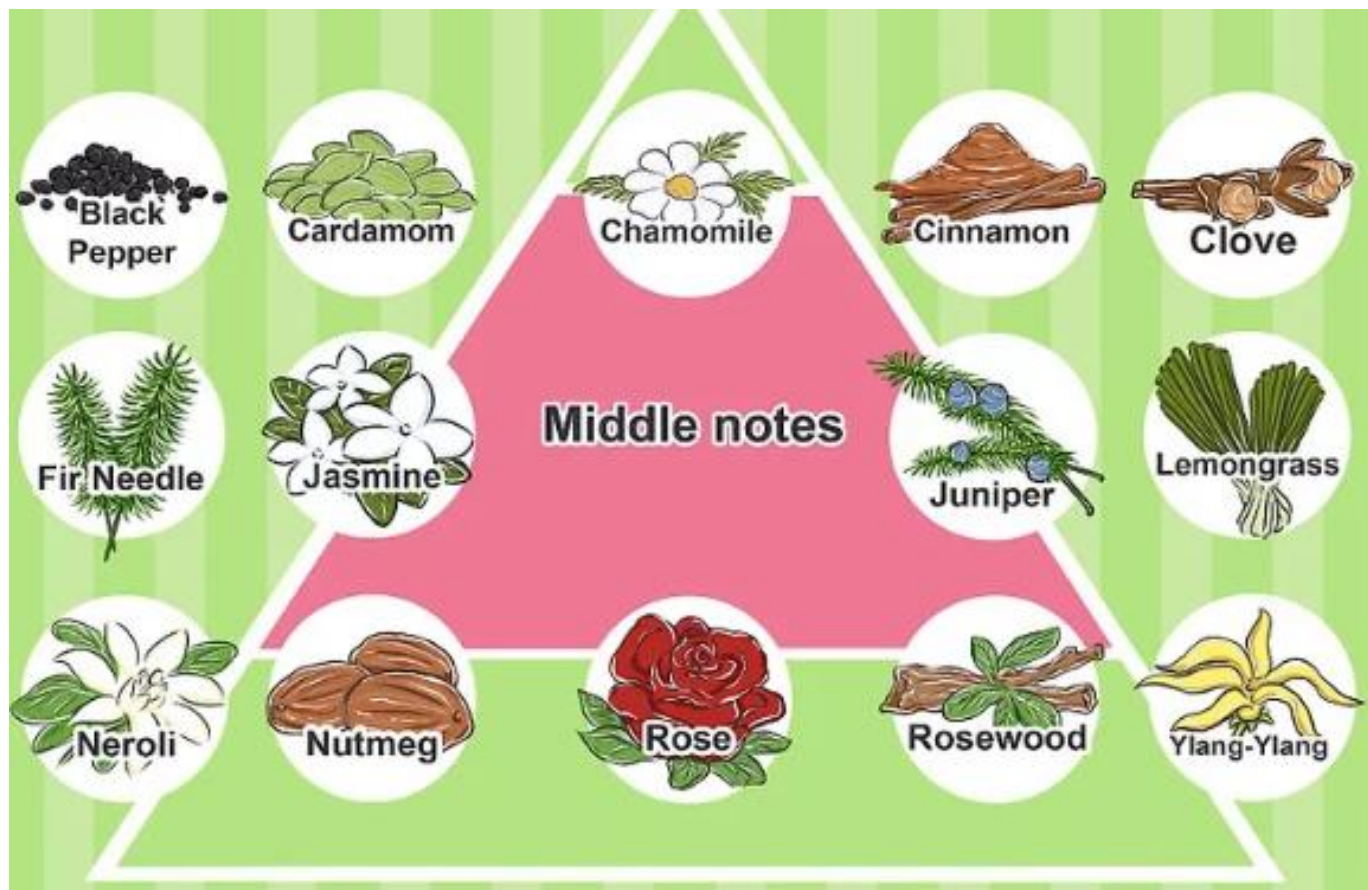 Black
Pepper
Cardamom
Chamomile
Cinnamon
Clove
Fir Needle
Jasmine
Middle notes
Juniper
Lemongrass
Neroli
Nutmeg
Rose
Rosewood
Ylang-Ylang